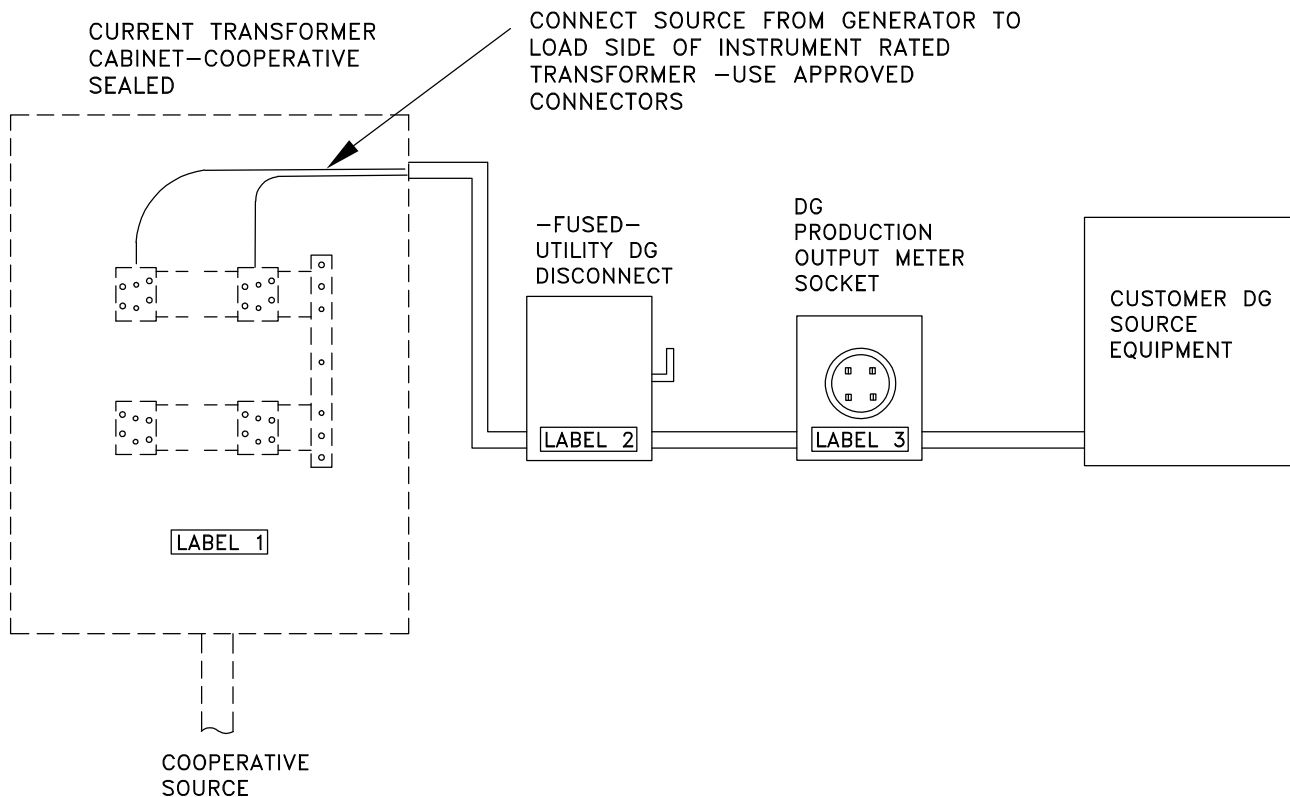 CURRENT TRANSFORMER
CABINET-COOPERATIVE
SEALED
CONNECT SOURCE FROM GENERATOR TO
LOAD SIDE OF INSTRUMENT RATED
TRANSFORMER -USE APPROVED
CONNECTORS
-FUSED-
UTILITY DG
DISCONNECT
DG
PRODUCTION
OUTPUT METER
SOCKET
CUSTOMER DG
SOURCE
EQUIPMENT
LABEL 2
LABEL 3
LABEL 1
COOPERATIVE
SOURCE